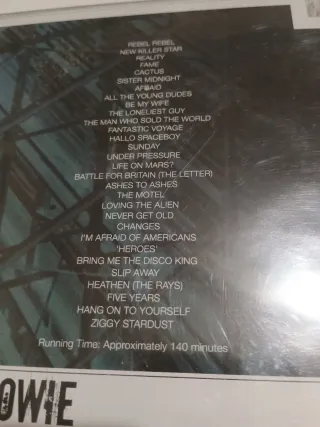 REBEL REBEL
NEW KILLER STAR
REALITY
FAME
CACTUS
SISTER MIDNIGHT
AFRAID
ALL THE YOUNG DUDES
BE MY WIFE
THE LONELIEST GUY
THE MAN WHO SOLD THE WORLD
FANTASTIC VOYAGE
HALLO SPACEBOY
SUNDAY
UNDER PRESSURE
LIFE ON MARS?
BATTLE FOR BRITAIN (THE LETTER)
ASHES TO ASHES
THE MOTEL
LOVING THE ALIEN
NEVER GET OLD
CHANGES
I'M AFRAID OF AMERICANS
'HEROES'
BRING ME THE DISCO KING
SLIP AWAY
HEATHEN (THE RAYS)
FIVE YEARS
HANG ON TO YOURSELF
ZIGGY STARDUST
Running Time: Approximately 140 minutes
OWIE